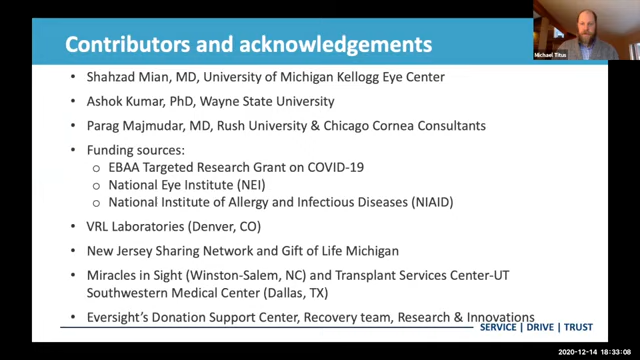 Contributors and acknowledgements
Michael Titus
• Shahzad Mian, MD, University of Michigan Kellogg Eye Center
• Ashok Kumar, PhD, Wayne State University
• Parag Majmudar, MD, Rush University & Chicago Cornea Consultants
• Funding sources:
o EBAA Targeted Research Grant on COVID-19
o National Eye Institute (NEI)
o National Institute of Allergy and Infectious Diseases (NIAID)
• VRL Laboratories (Denver, CO)
• New Jersey Sharing Network and Gift of Life Michigan
• Miracles in Sight (Winston-Salem, NC) and Transplant Services Center-UT
Southwestern Medical Center (Dallas, TX)
• Eversight's Donation Support Center, Recovery team, Research & Innovations
SERVICE | DRIVE | TRUST
2020-12-14 18:33:08